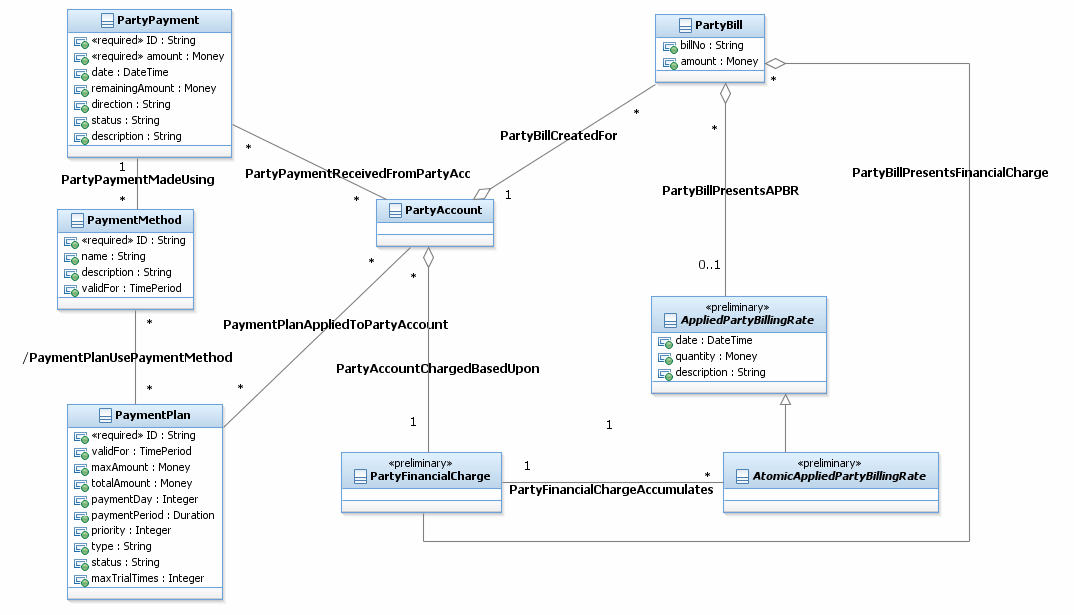 PartyPayment
«required» ID : String
«required» amount : Money
date : DateTime
remainingAmount : Money
direction : String
status : String
description : String
PartyBill
billNo : String
amount : Money
*
*
*
PartyBillCreatedFor
1
PartyPaymentMadeUsing
*
*
PartyPaymentReceivedFromPartyAcc
*
1
PartyBillPresentsFinancialCharge
PartyBillPresentsAPBR
0..1
PaymentMethod
«required» ID : String
name : String
description : String
validFor : TimePeriod
PartyAccount
*
*
*
/PaymentPlanUsePaymentMethod
*
PaymentPlanAppliedToPartyAccount
*
PartyAccountChargedBasedUpon
1
1
«preliminary»
AppliedPartyBillingRate
date : DateTime
quantity : Money
description : String
PaymentPlan
«required» ID : String
validFor : TimePeriod
maxAmount : Money
totalAmount : Money
paymentDay : Integer
paymentPeriod : Duration
priority : Integer
type : String
status : String
maxTrialTimes : Integer
«preliminary»
PartyFinancialCharge
1
*
PartyFinancialChargeAccumulates
«preliminary»
AtomicAppliedPartyBillingRate